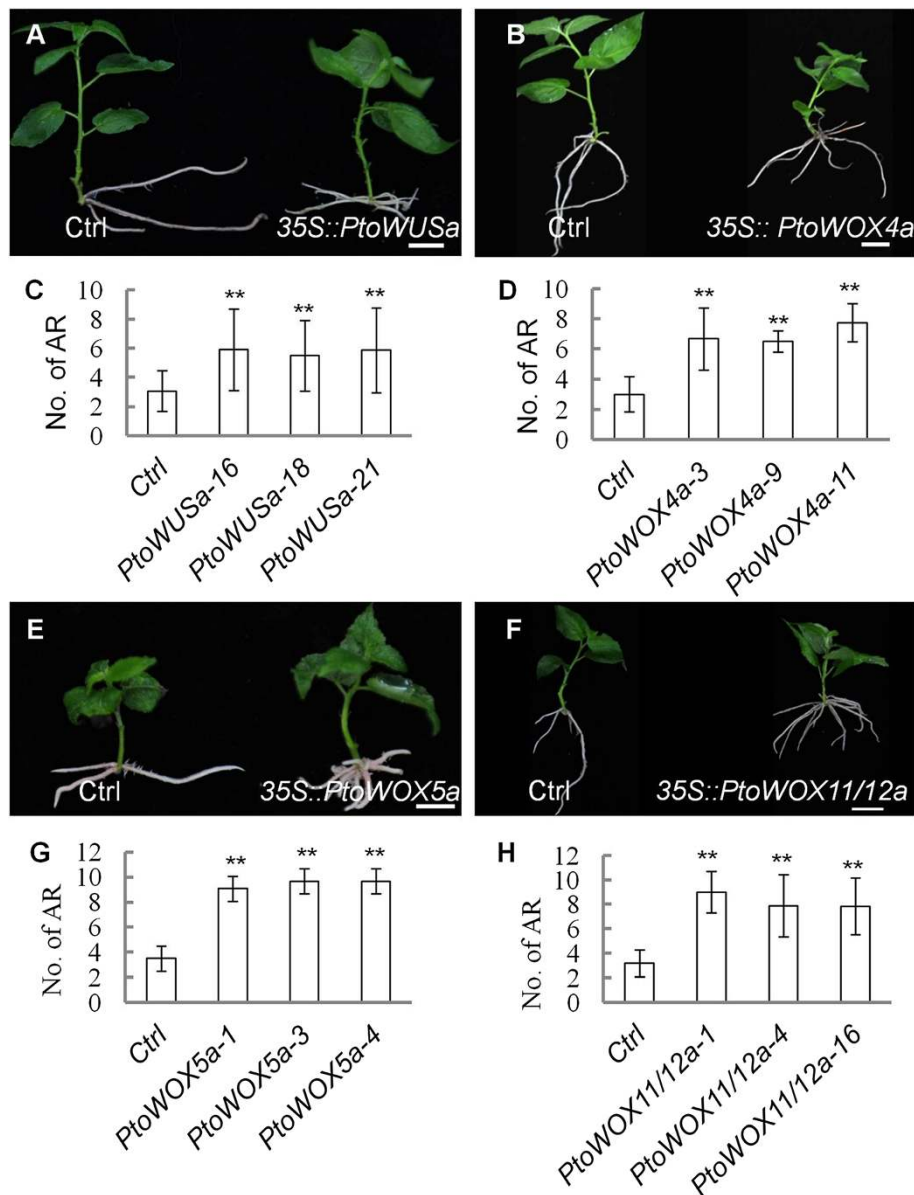 A
B
Ctrl
35S::PtoWUSa
Ctrl
35S:: PtoWOX4a
C
No. of AR
10
8
6
4
2
0
**
**
**
Ctrl
PtoWUSa-16
PtoWUSa-18
PtoWUSa-21
D
No. of AR
10
8
6
4
2
0
**
**
**
Ctrl
PtoWOX4a-3
PtoWOX4a-9
PtoWOX4a-11
E
F
Ctrl
35S::PtoWOX5a
Ctrl
35S::PtoWOX11/12a
G
No. of AR
12
10
8
6
4
2
0
**
**
**
Ctrl
PtoWOX5a-1
PtoWOX5a-3
PtoWOX5a-4
H
No. of AR
12
10
8
6
4
2
0
**
**
**
Ctrl
PtoWOX11/12a-1
PtoWOX11/12a-4
PtoWOX11/12a-16